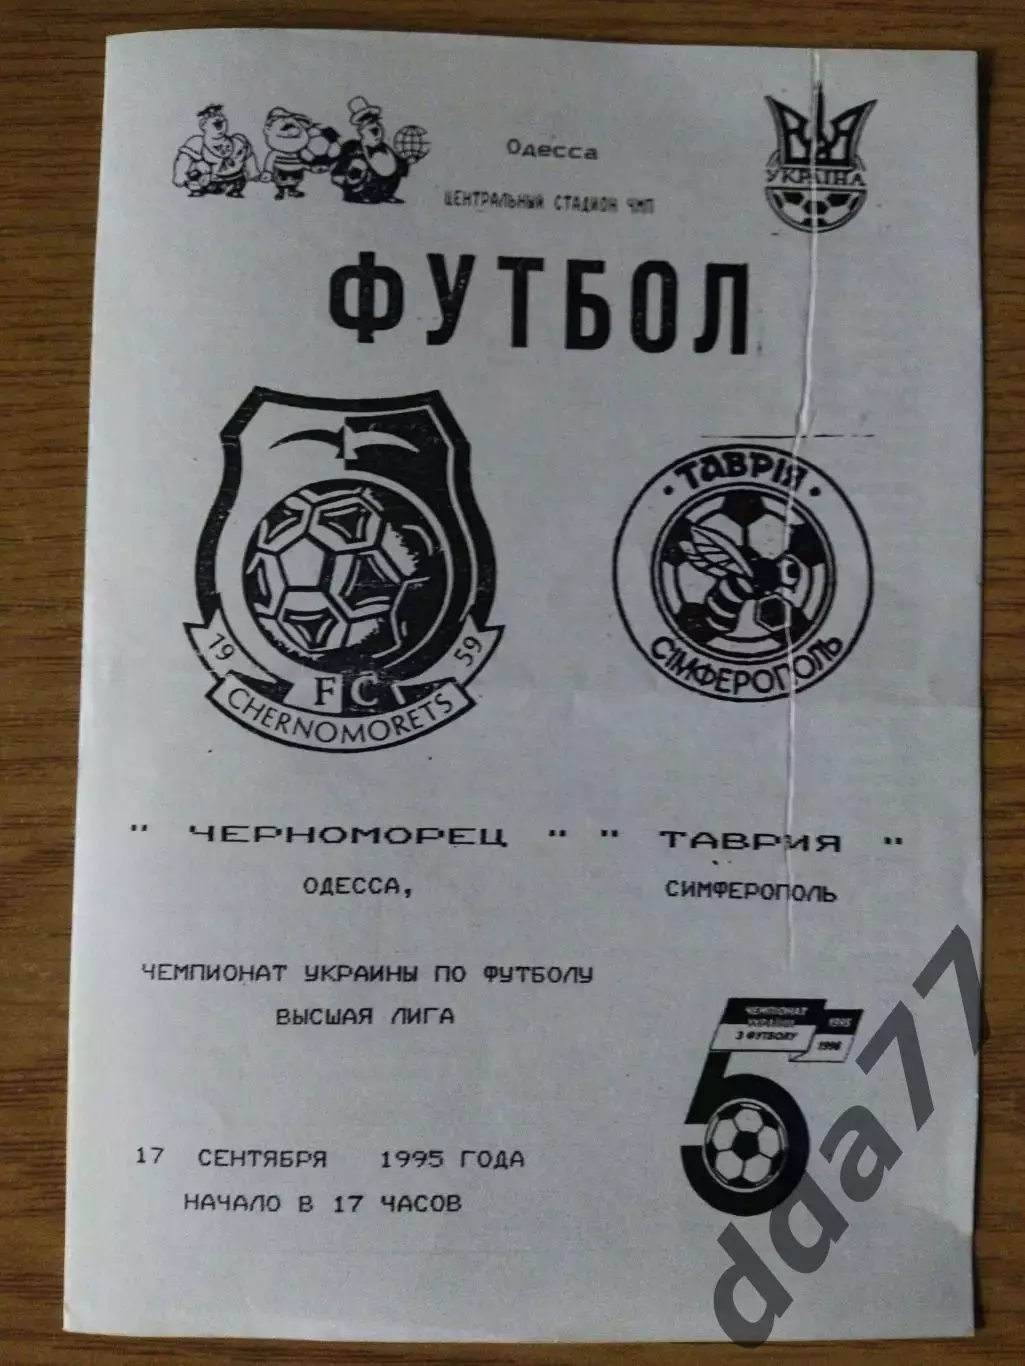 Одесса
ЦЕНТРАЛЬНЫЙ СТАДИОН ЧМП
УКРАЇНА
ФУТБОЛ
19 FC 59
CHERNOMORETS
ТАВРІЯ
СІМФЕРОПОЛЬ
" ЧЕРНОМОРЕЦ " " ТАВРИЯ "
ОДЕССА, СИМФЕРОПОЛЬ
ЧЕМПИОНАТ УКРАИНЫ ПО ФУТБОЛУ
ВЫСШАЯ ЛИГА
ЧЕМПІОНАТ 1995
УКРАЇНИ
З ФУТБОЛУ 1996
5
17 СЕНТЯБРЯ 1995 ГОДА
НАЧАЛО В 17 ЧАСОВ
dda77